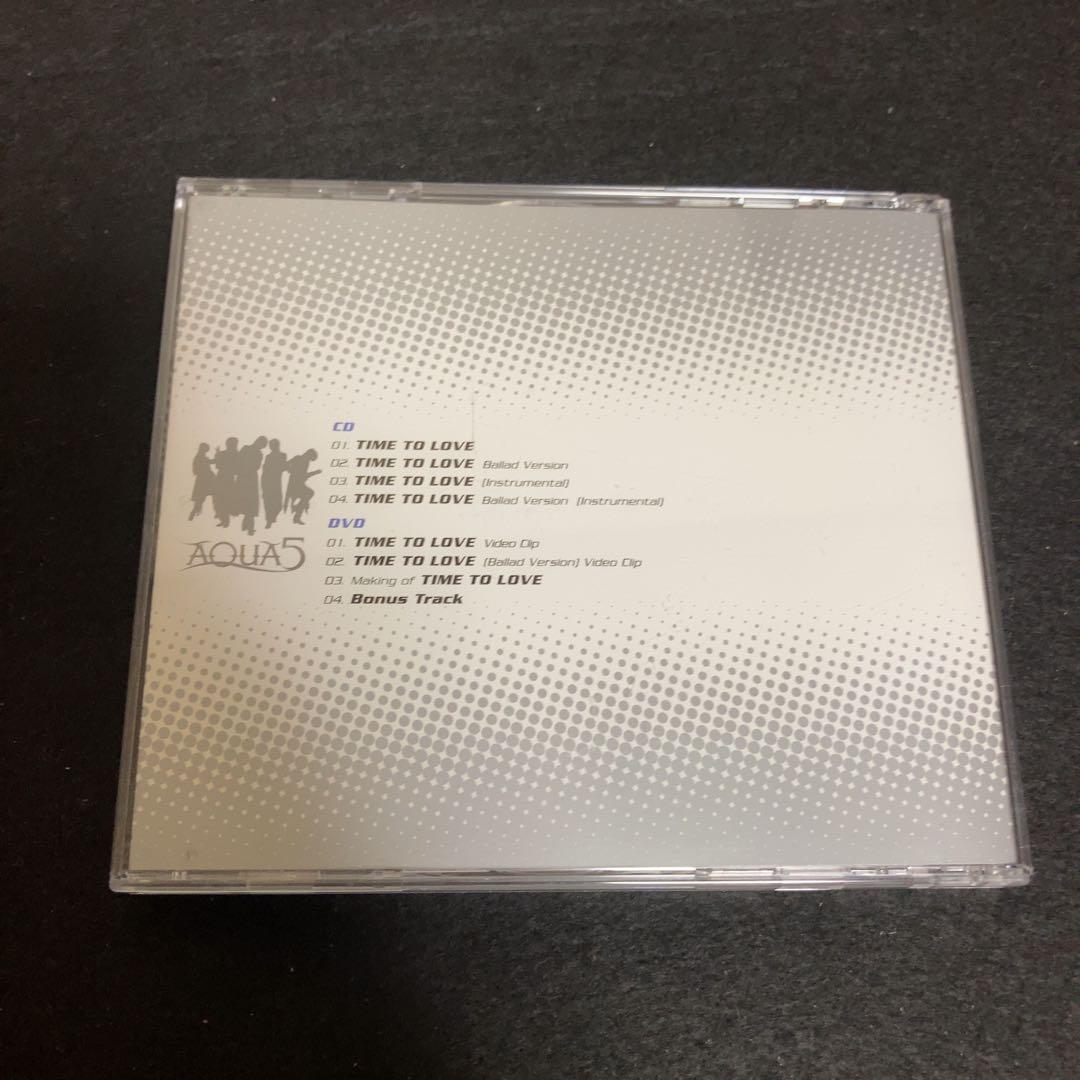 CD
01. TIME TO LOVE
02. TIME TO LOVE Ballad Version
03. TIME TO LOVE (Instrumental)
04. TIME TO LOVE Ballad Version (Instrumental)
DVD
01. TIME TO LOVE Video Clip
02. TIME TO LOVE (Ballad Version) Video Clip
03. Making of TIME TO LOVE
04. Bonus Track
AQUA5